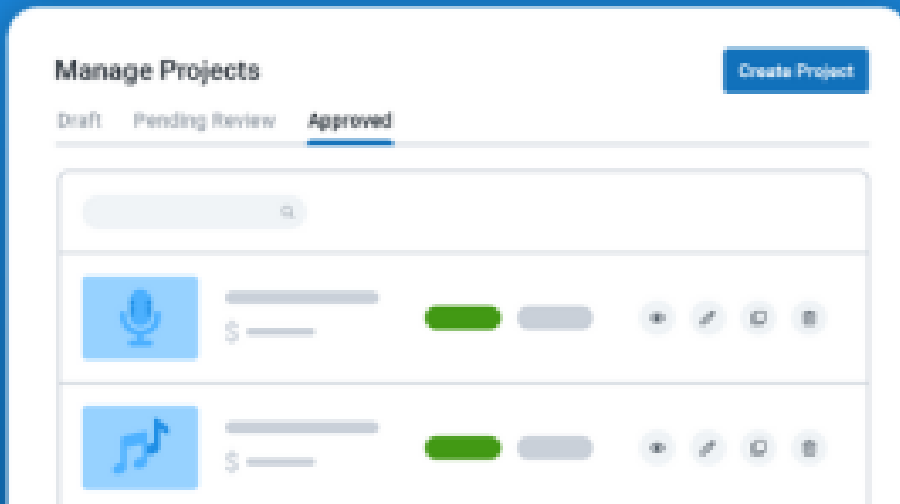 Manage Projects
Create Project
Draft Pending Review Approved
$
$